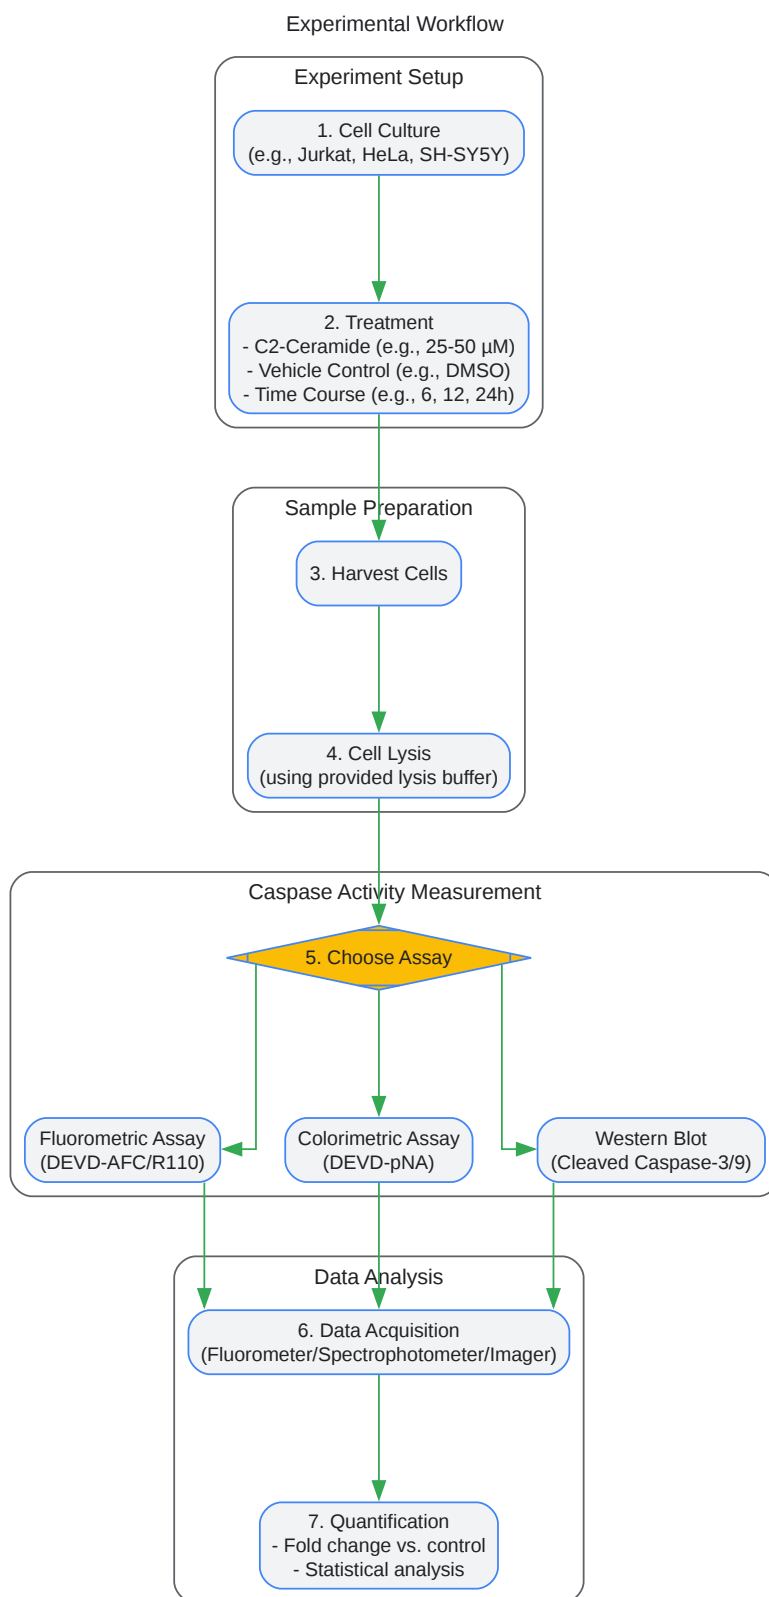 Experimental Workflow
Experiment Setup
1. Cell Culture
(e.g., Jurkat, HeLa, SH-SY5Y)
2. Treatment
- C2-Ceramide (e.g., 25-50 µM)
- Vehicle Control (e.g., DMSO)
- Time Course (e.g., 6, 12, 24h)
Sample Preparation
3. Harvest Cells
4. Cell Lysis
(using provided lysis buffer)
Caspase Activity Measurement
5. Choose Assay
Fluorometric Assay
(DEVD-AFC/R110)
Colorimetric Assay
(DEVD-pNA)
Western Blot
(Cleaved Caspase-3/9)
Data Analysis
6. Data Acquisition
(Fluorometer/Spectrophotometer/Imager)
7. Quantification
- Fold change vs. control
- Statistical analysis